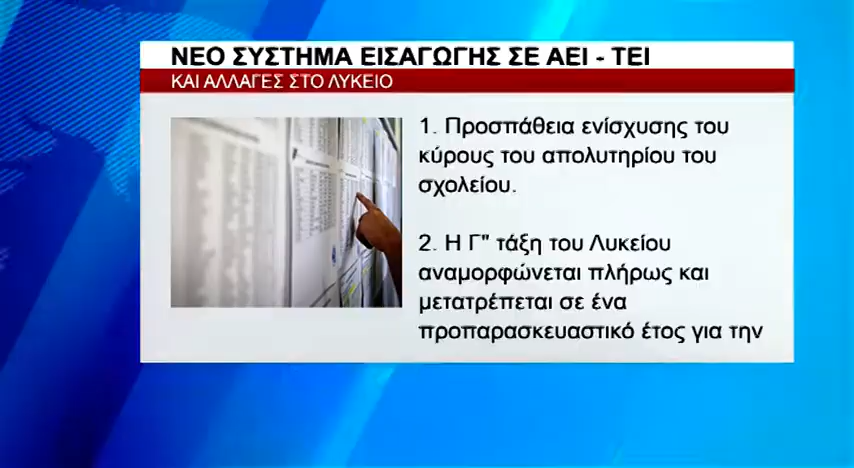 ΝΕΟ ΣΥΣΤΗΜΑ ΕΙΣΑΓΩΓΗΣ ΣΕ ΑΕΙ - ΤΕΙ
ΚΑΙ ΑΛΛΑΓΕΣ ΣΤΟ ΛΥΚΕΙΟ
1. Προσπάθεια ενίσχυσης του
κύρους του απολυτηρίου του
σχολείου.
2. Η Γ" τάξη του Λυκείου
αναμορφώνεται πλήρως και
μετατρέπεται σε ένα
προπαρασκευαστικό έτος για την